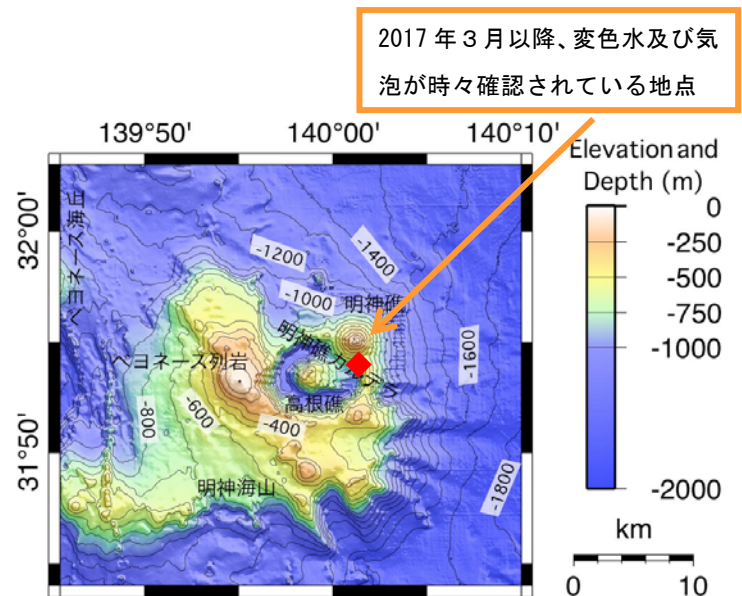 2017 年３月以降、変色水及び気
泡が時々確認されている地点
139°50'
140°00'
140°10'
Elevation and
Depth (m)
0
-250
-500
-750
-1000
-2000
km
0
10
32°00'
31°50'
ベヨネース海丘
-1200
-1400
-1000
明神礁
明神礁カルデラ
-1600
ベヨネース列岩
高根礁
-800
-600
-400
明神海山
-1800